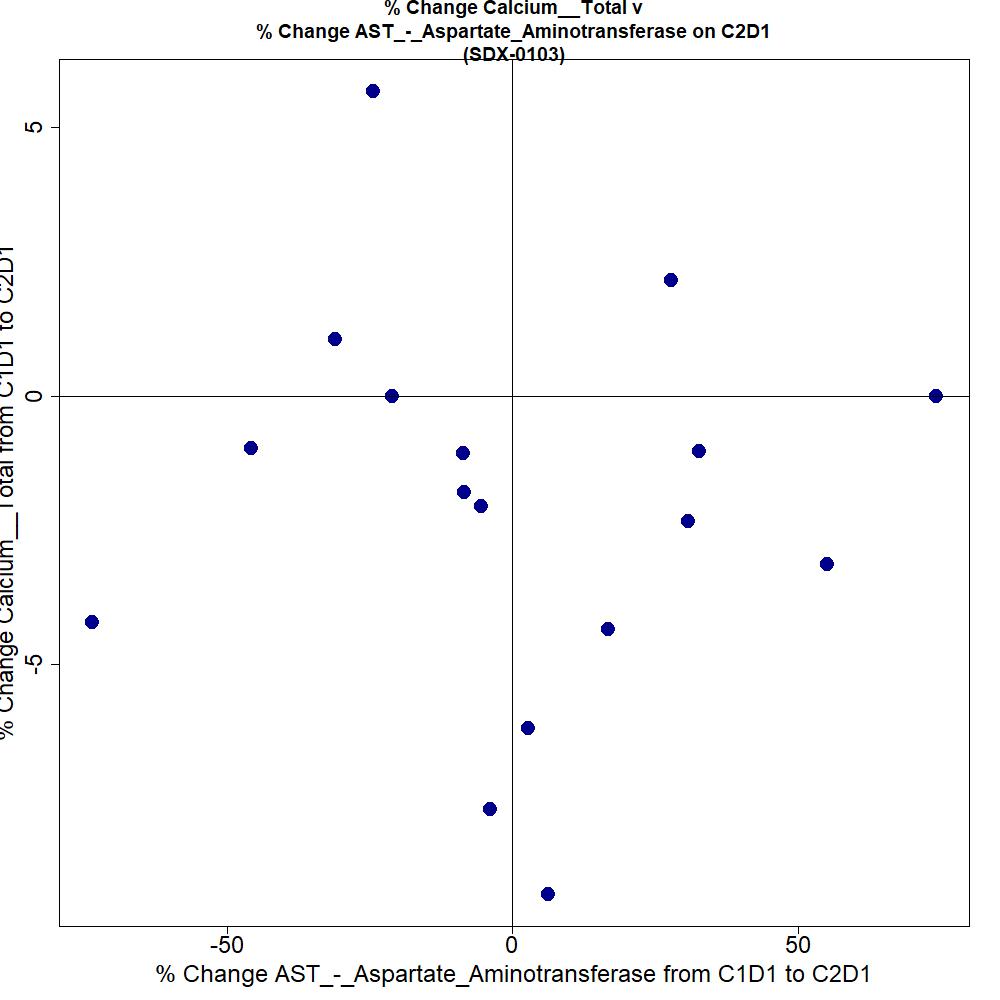 % Change Calcium__Total v
% Change AST_-_Aspartate_Aminotransferase on C2D1
(SDX-0103)
% Change Calcium__Total from C1D1 to C2D1
5
0
-5
-50
0
50
% Change AST_-_Aspartate_Aminotransferase from C1D1 to C2D1